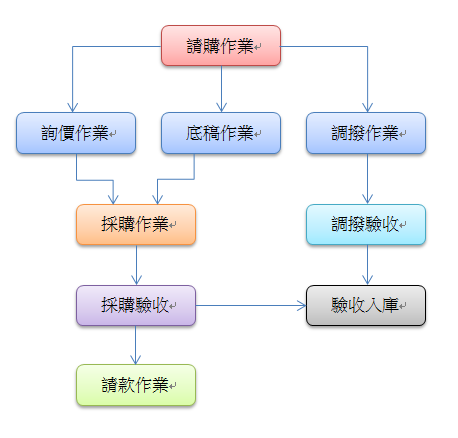 請購作業
詢價作業
底稿作業
調撥作業
採購作業
調撥驗收
採購驗收
驗收入庫
請款作業